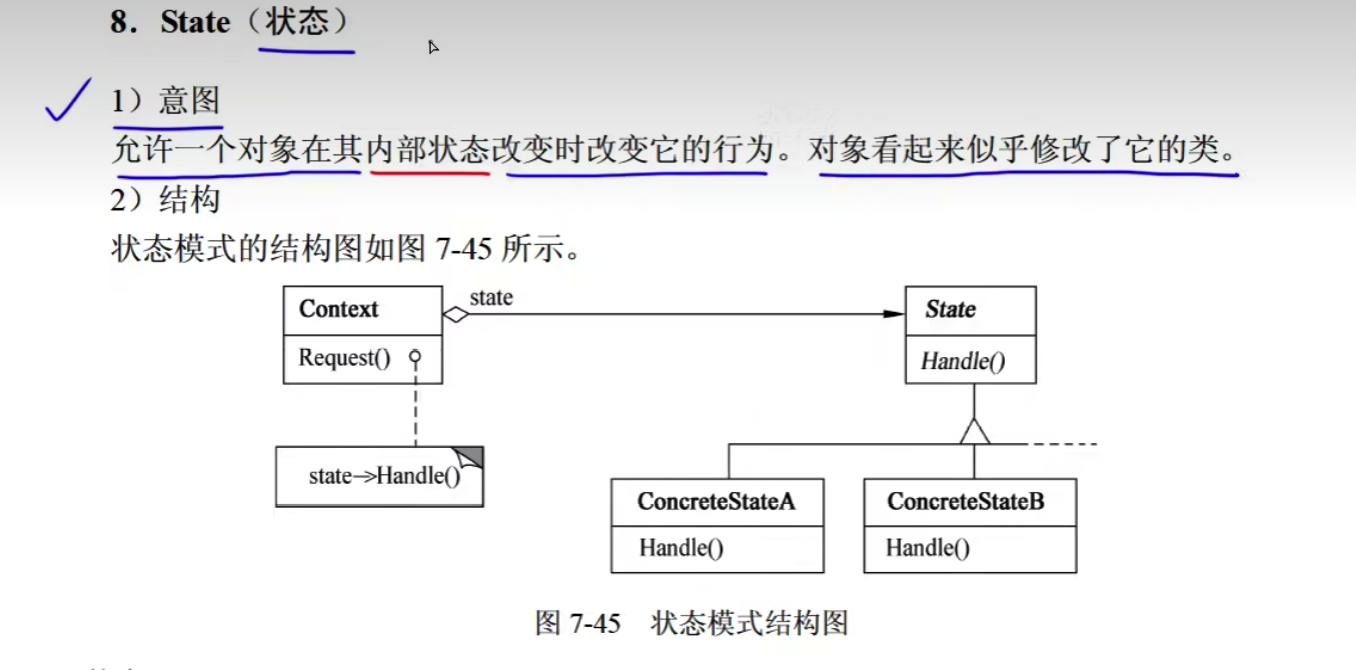 8．State（状态）
1）意图
允许一个对象在其内部状态改变时改变它的行为。对象看起来似乎修改了它的类。
2）结构
状态模式的结构图如图 7-45 所示。
Context
state
State
Request()
Handle()
state->Handle()
ConcreteStateA
ConcreteStateB
Handle()
Handle()
图 7-45 状态模式结构图